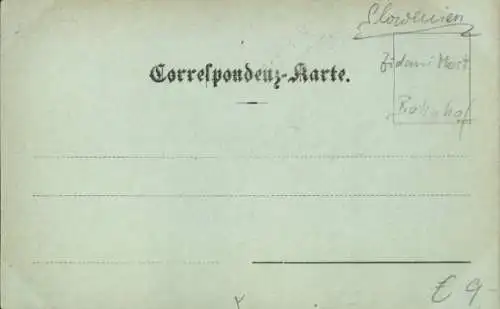 Slowenien
Zidani Most
Bahnhof
Correspondenz-Karte.
€ 9-